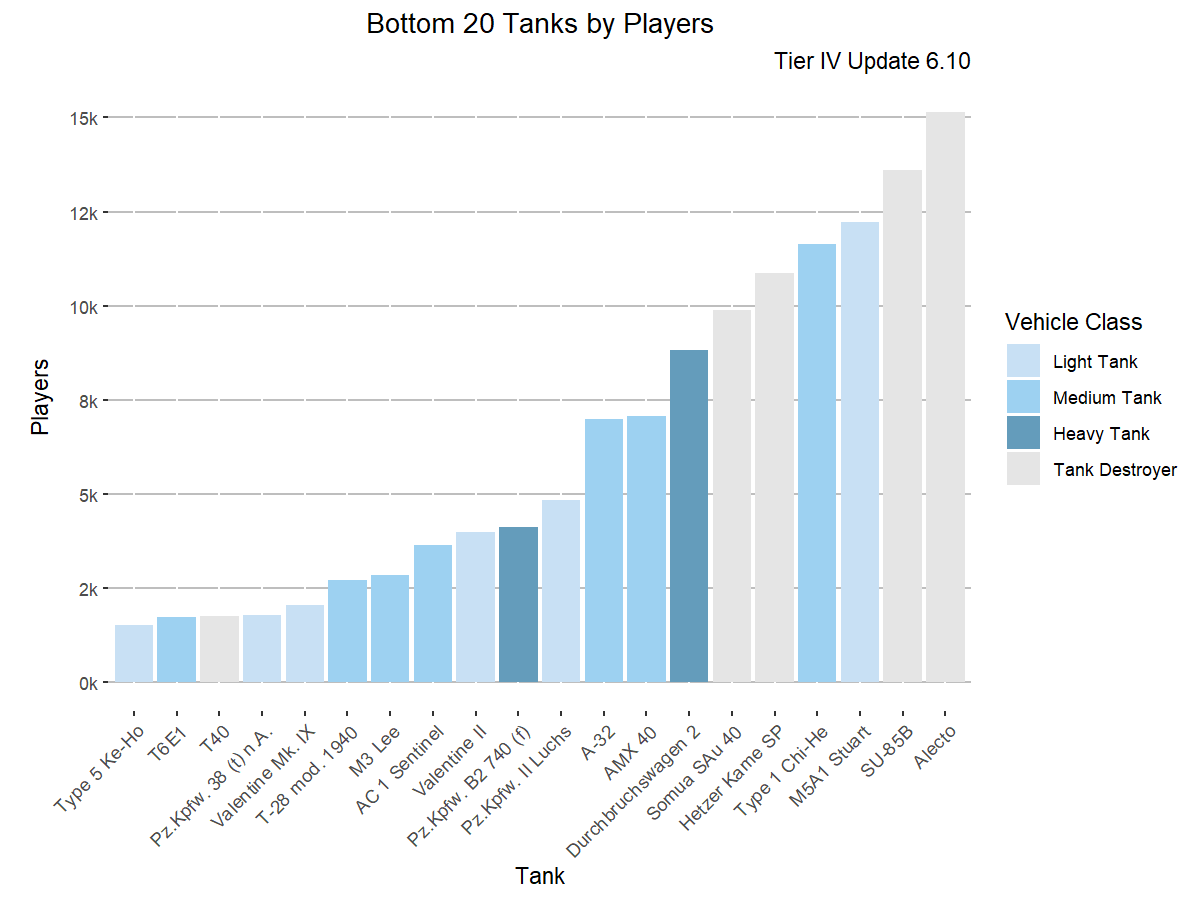 Bottom 20 Tanks by Players
Tier IV Update 6.10
15k
12k
10k
8k
5k
2k
0k
Players
Type 5 Ke-Ho
T6E1
T40
Pz.Kpfw. 38 (t) n A.
Valentine Mk. IX
T-28 mod. 1940
M3 Lee
AC 1 Sentinel
Valentine II
Pz.Kpfw. B2 740 (f)
Pz.Kpfw. II Luchs
A-32
AMX 40
Durchbruchswagen 2
Somua SAu 40
Hetzer Kame SP
Type 1 Chi-He
M5A1 Stuart
SU-85B
Alecto
Tank
Vehicle Class
Light Tank
Medium Tank
Heavy Tank
Tank Destroyer